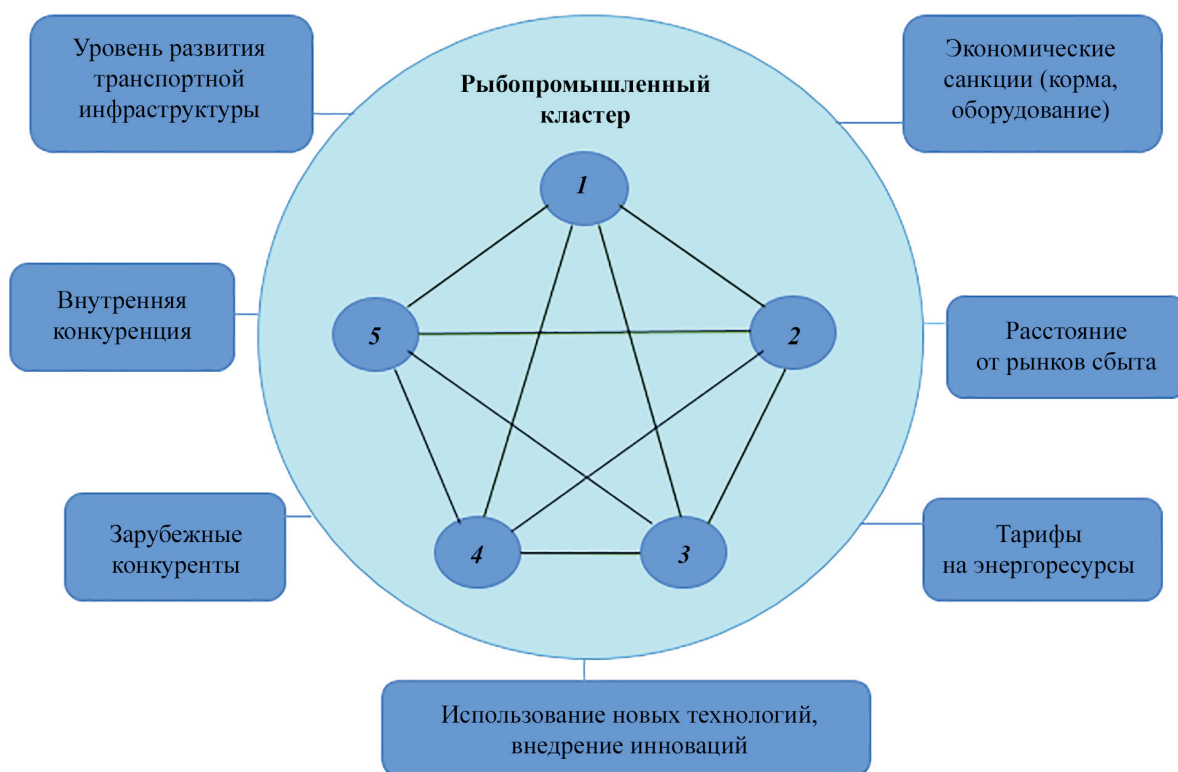 Уровень развития
транспортной
инфраструктуры
Экономические
санкции (корма,
оборудование)
Рыбопромышленный
кластер
1
Внутренняя
конкуренция
5
2
Расстояние
от рынков сбыта
Зарубежные
конкуренты
4
3
Тарифы
на энергоресурсы
Использование новых технологий,
внедрение инноваций